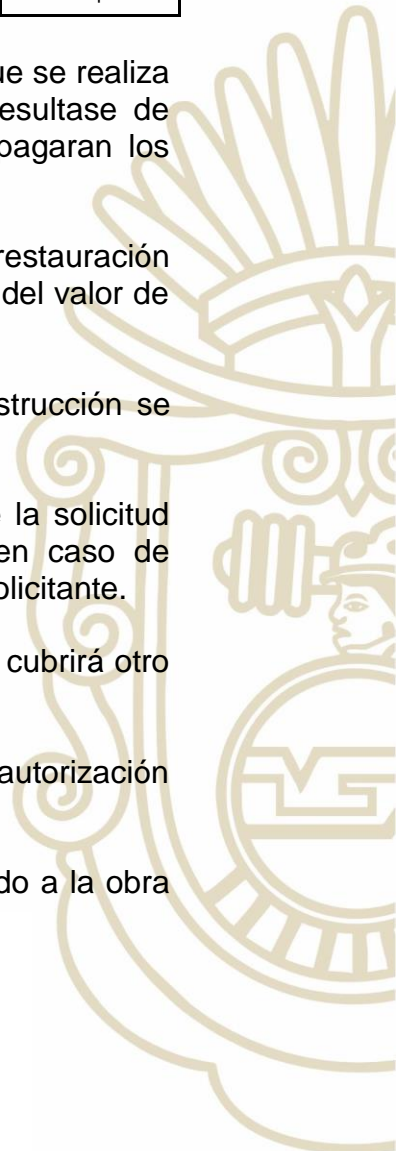 ue se realiza
esultase de
pagaran los
restauración
del valor de
strucción se
la solicitud
en caso de
olicitante.
cubrirá otro
autorización
do a la obra